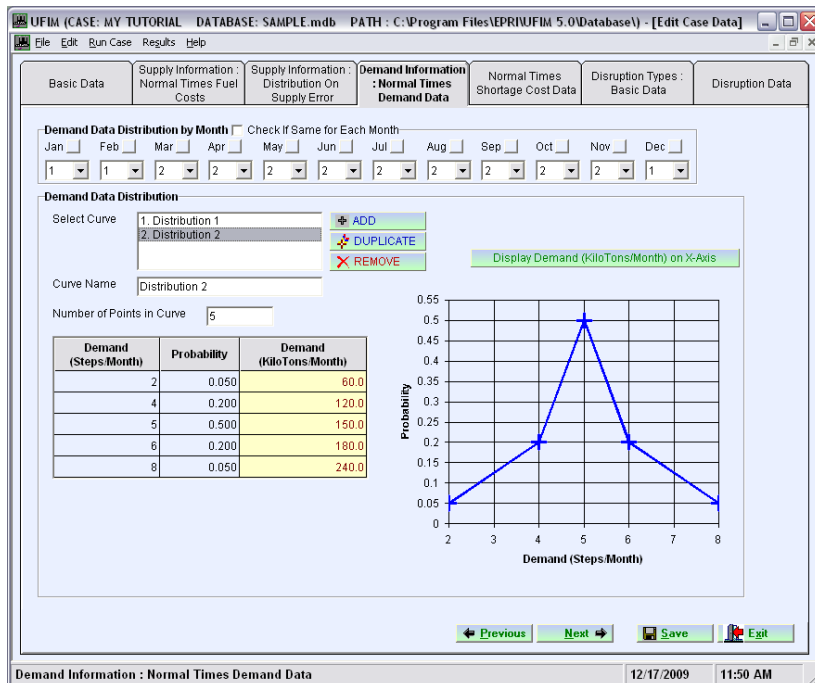 UFIM (CASE: MY TUTORIAL DATABASE: SAMPLE.mdb PATH : C:\Program Files\EPRI\UFIM 5.0\Database\) - [Edit Case Data]
File Edit Run Case Results Help
Basic Data
Supply Information :
Normal Times Fuel
Costs
Supply Information :
Distribution On
Supply Error
Demand Information
: Normal Times
Demand Data
Normal Times
Shortage Cost Data
Disruption Types :
Basic Data
Disruption Data
Demand Data Distribution by Month Check If Same for Each Month
Jan Feb Mar Apr May Jun Jul Aug Sep Oct Nov Dec
1 1 2 2 2 2 2 2 2 2 2 1
Demand Data Distribution
Select Curve
1. Distribution 1
2. Distribution 2
ADD
DUPLICATE
REMOVE
Display Demand (KiloTons/Month) on X-Axis
Curve Name Distribution 2
Number of Points in Curve 5
Demand
(Steps/Month)
Probability
Demand
(KiloTons/Month)
2 0.050 60.0
4 0.200 120.0
5 0.500 150.0
6 0.200 180.0
8 0.050 240.0
0.55
0.5
0.45
0.4
0.35
0.3
0.25
0.2
0.15
0.1
0.05
0
Probability
2 3 4 5 6 7 8
Demand (Steps/Month)
Previous Next Save Exit
Demand Information : Normal Times Demand Data 12/17/2009 11:50 AM